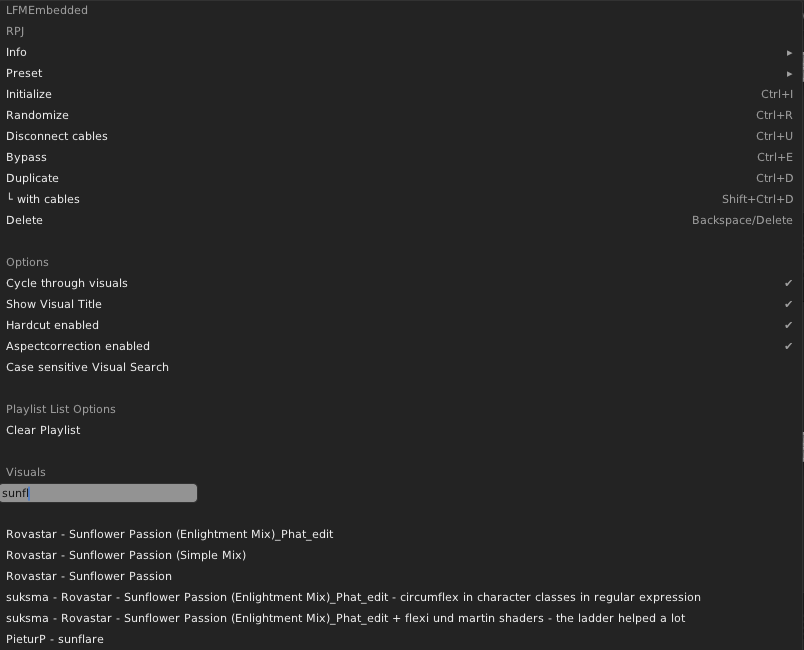 LFMEmbedded
RPJ
Info ▸
Preset ▸
Initialize Ctrl+I
Randomize Ctrl+R
Disconnect cables Ctrl+U
Bypass Ctrl+E
Duplicate Ctrl+D
└ with cables Shift+Ctrl+D
Delete Backspace/Delete
Options
Cycle through visuals ✔
Show Visual Title ✔
Hardcut enabled ✔
Aspectcorrection enabled ✔
Case sensitive Visual Search
Playlist List Options
Clear Playlist
Visuals
sunfl
Rovastar - Sunflower Passion (Enlightment Mix)_Phat_edit
Rovastar - Sunflower Passion (Simple Mix)
Rovastar - Sunflower Passion
suksma - Rovastar - Sunflower Passion (Enlightment Mix)_Phat_edit - circumflex in character classes in regular expression
suksma - Rovastar - Sunflower Passion (Enlightment Mix)_Phat_edit + flexi und martin shaders - the ladder helped a lot
PieturP - sunflare